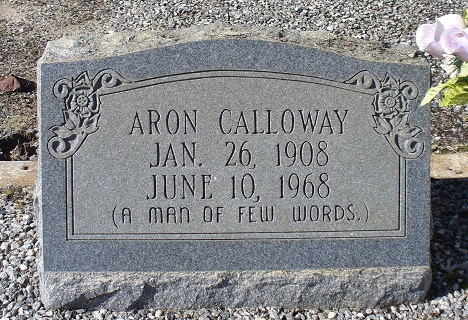 ARON CALLOWAY
JAN. 26, 1908
JUNE 10, 1968
(A MAN OF FEW WORDS.)